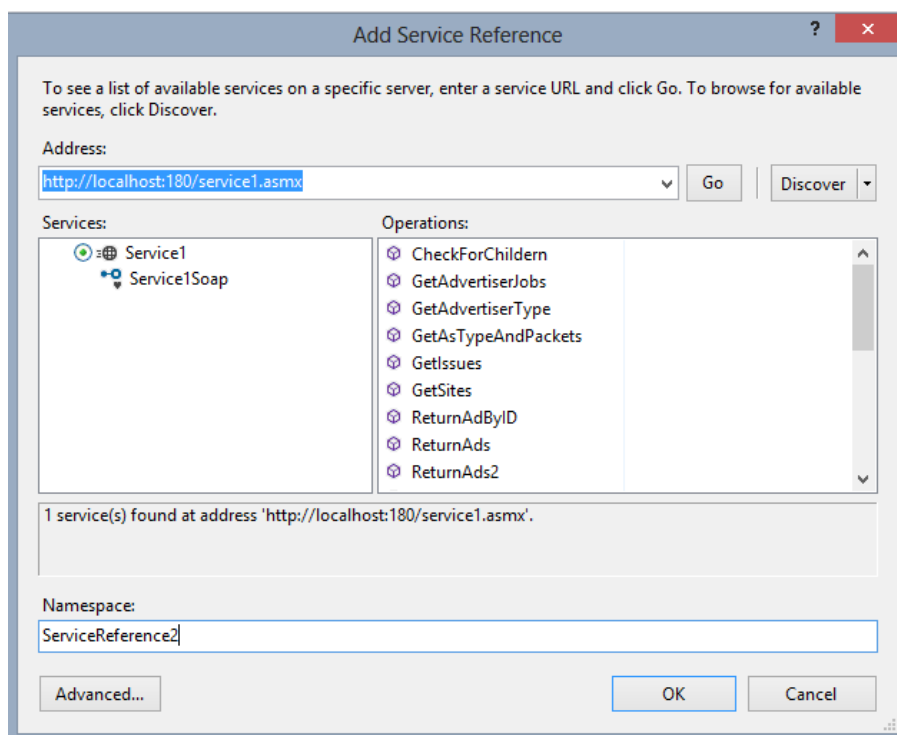 Add Service Reference
?
×
To see a list of available services on a specific server, enter a service URL and click Go. To browse for available
services, click Discover.
Address:
http://localhost:180/service1.asmx
Go
Discover
Services:
Operations:
Service1
Service1Soap
CheckForChildern
GetAdvertiserJobs
GetAdvertiserType
GetAsTypeAndPackets
GetIssues
GetSites
ReturnAdByID
ReturnAds
ReturnAds2
1 service(s) found at address 'http://localhost:180/service1.asmx'.
Namespace:
ServiceReference2
Advanced...
OK
Cancel